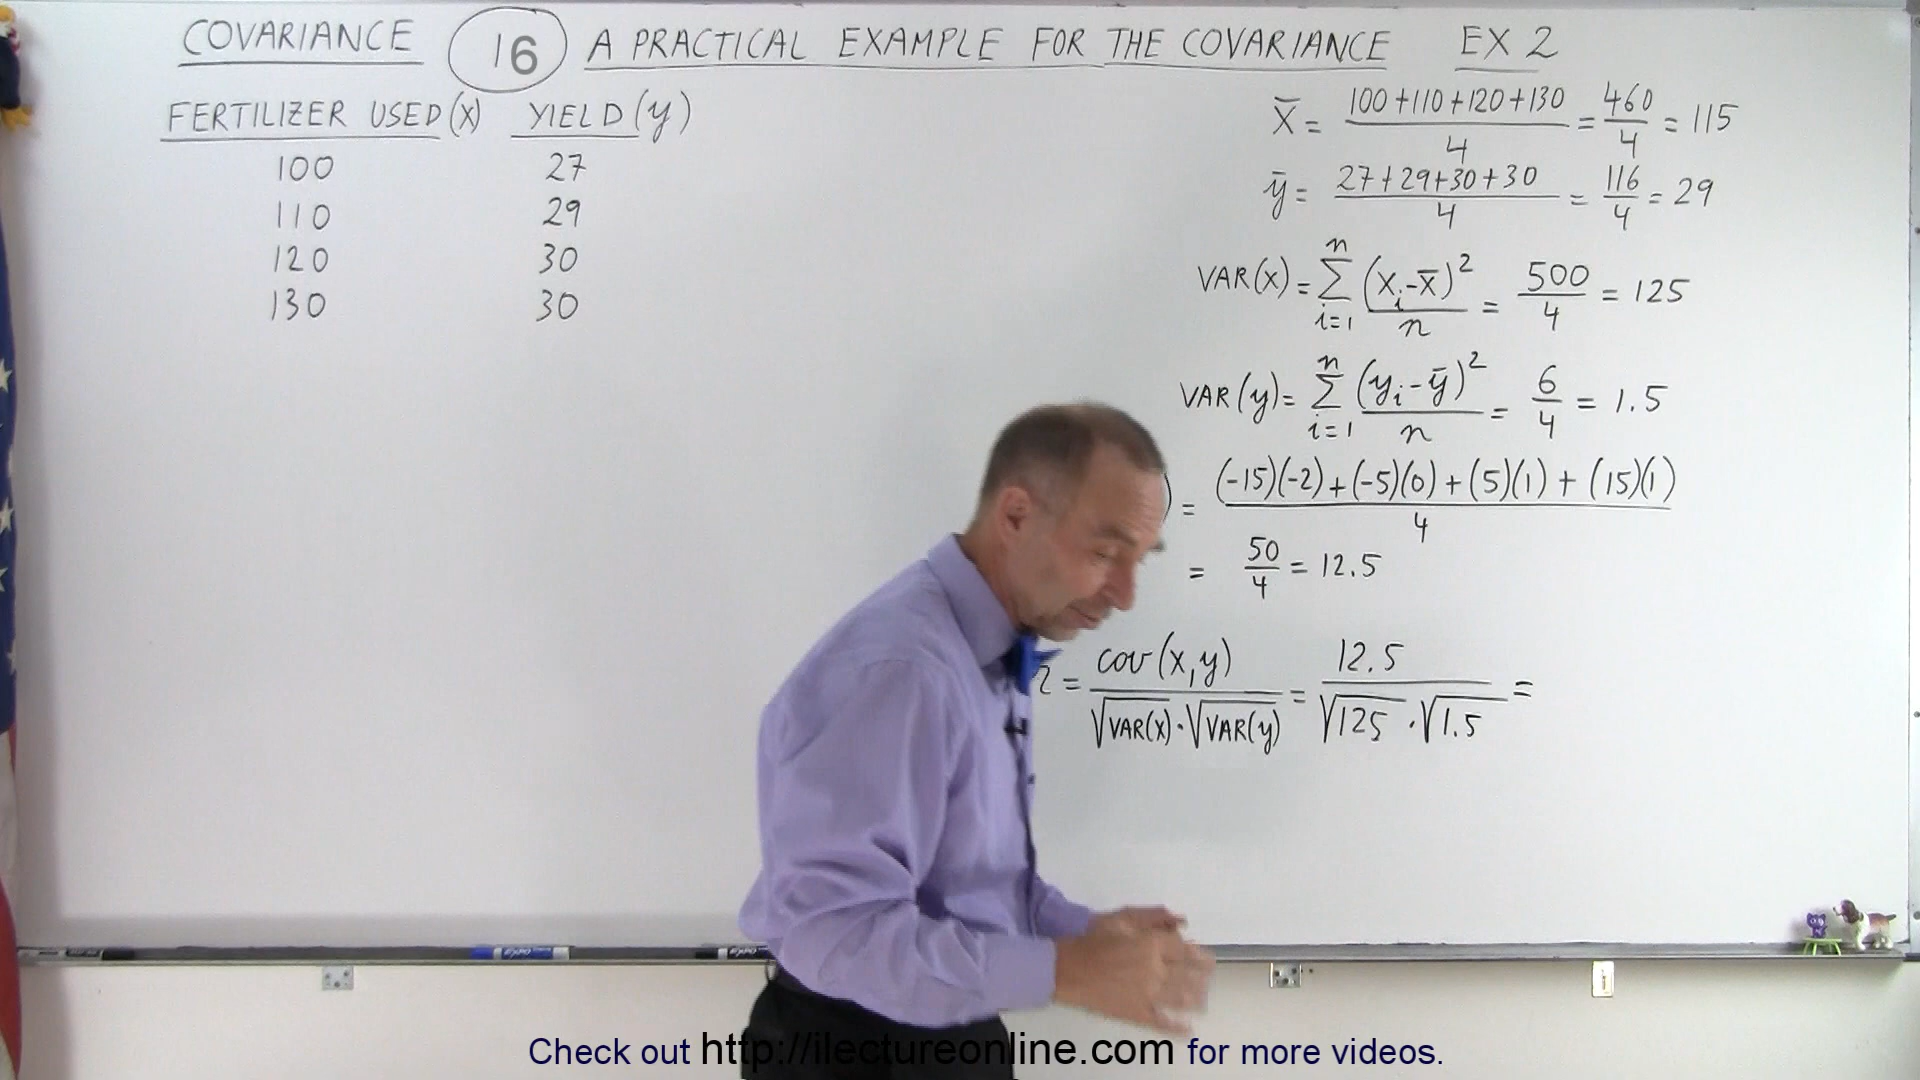 COVARIANCE 16 A PRACTICAL EXAMPLE FOR THE COVARIANCE EX 2
FERTILIZER USED (X) YIELD (y)
100 27
110 29
120 30
130 30
x̄ = (100+110+120+130)/4 = 460/4 = 115
ȳ = (27+29+30+30)/4 = 116/4 = 29
VAR(X) = Σ_{i=1}^{n} (X_i-x̄)²/n = 500/4 = 125
VAR(y) = Σ_{i=1}^{n} (y_i-ȳ)²/n = 6/4 = 1.5
) = ((-15)(-2)+(-5)(0)+(5)(1)+(15)(1))/4
= 50/4 = 12.5
r = cov(x,y)/(√VAR(x)·√VAR(y)) = 12.5/(√125·√1.5) =
Check out http://ilectureonline.com for more videos.